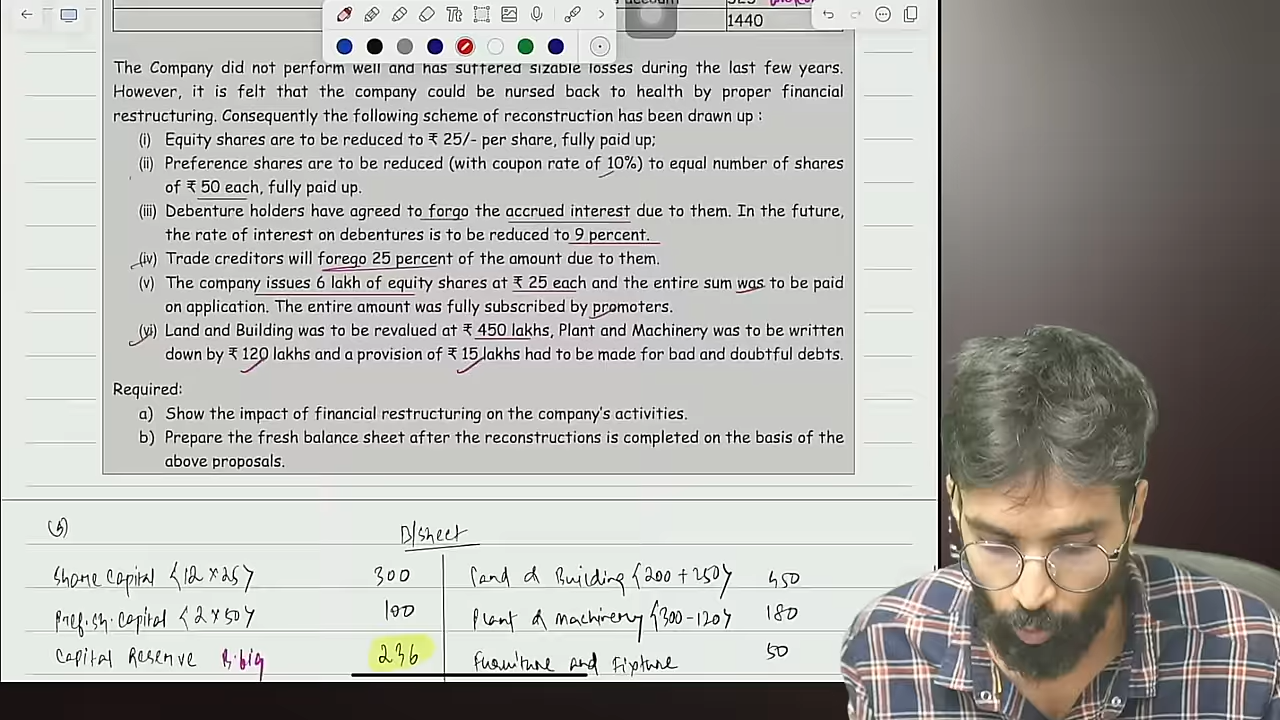 1440
The Company did not perform well and has suffered sizable losses during the last few years.
However, it is felt that the company could be nursed back to health by proper financial
restructuring. Consequently the following scheme of reconstruction has been drawn up :
(i) Equity shares are to be reduced to ₹ 25/- per share, fully paid up;
(ii) Preference shares are to be reduced (with coupon rate of 10%) to equal number of shares
of ₹ 50 each, fully paid up.
(iii) Debenture holders have agreed to forgo the accrued interest due to them. In the future,
the rate of interest on debentures is to be reduced to 9 percent.
(iv) Trade creditors will forego 25 percent of the amount due to them.
(v) The company issues 6 lakh of equity shares at ₹ 25 each and the entire sum was to be paid
on application. The entire amount was fully subscribed by promoters.
(vi) Land and Building was to be revalued at ₹ 450 lakhs, Plant and Machinery was to be written
down by ₹ 120 lakhs and a provision of ₹ 15 lakhs had to be made for bad and doubtful debts.
Required:
a) Show the impact of financial restructuring on the company's activities.
b) Prepare the fresh balance sheet after the reconstructions is completed on the basis of the
above proposals.
B/sheet
Share Capital {12 x 25} 300 Land & Building {200 + 250} 450
Pref. sh. Capital {2 x 50} 100 Plant & machinery {300 - 120} 180
Capital Reserve B.fig 236 Furniture and Fixture 50